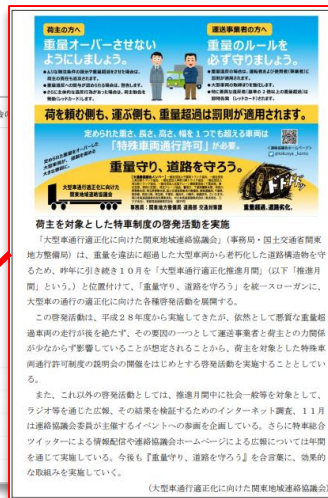 荷主の方へ
重量オーバーさせない
ようにしましょう。
運送事業者の方へ
重量のルールを
必ず守りましょう。
荷を頼む側も、運ぶ側も、重量超過は罰則が適用されます。
定められた重さ、長さ、高さ、幅を1つでも超える車両は
「特殊車両通行許可」が必要。
重量守り、道路を守ろう。
大型車両通行適正化に向けた
関東地域連絡協議会
重量超過、道路劣化。
荷主を対象とした特車制度の啓発活動を実施
「大型車通行適正化に向けた関東地域連絡協議会」(事務局・国土交通省関東
地方整備局)は、重量を違法に超過した大型車両から老朽化した道路構造物を守
るため、昨年に引き続き10月を「大型車通行適正化推進月間」(以下「推進月
間」という。)と位置付けて、「重量守り、道路を守ろう」を統一スローガンに、
大型車の通行の適正化に向けた各種啓発活動を展開する。
この啓発活動は、平成28年度から実施してきたが、依然として悪質な重量超
過車両の走行が後を絶たず、その要因の一つとして運送事業者と荷主との力関係
が少なからず影響していることが想定されることから、荷主を対象とした特殊車
両通行許可制度の説明会の開催をはじめとする啓発活動を実施することとしてい
る。
また、これ以外の啓発活動としては、推進月間中に社会一般等を対象として、
ラジオ等を通じた広報、その結果を検証するためのインターネット調査、11月
は連絡協議会委員が主催するイベントへの参画を企画している。さらに特車総合
ツイッターによる情報配信や連絡協議会ホームページによる広報については年間
を通じて実施している。今後も『重量守り、道路を守ろう』を合言葉に、効果的
な取組みを実施していく。
(大型車通行適正化に向けた関東地域連絡協議会)